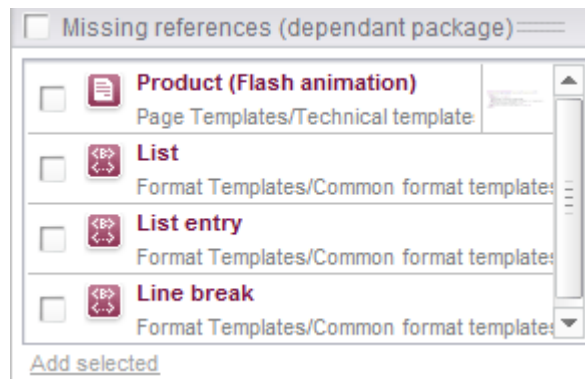 Missing references (dependant package)
Product (Flash animation)
Page Templates/Technical template
List
Format Templates/Common format templates
List entry
Format Templates/Common format templates
Line break
Format Templates/Common format templates
Add selected